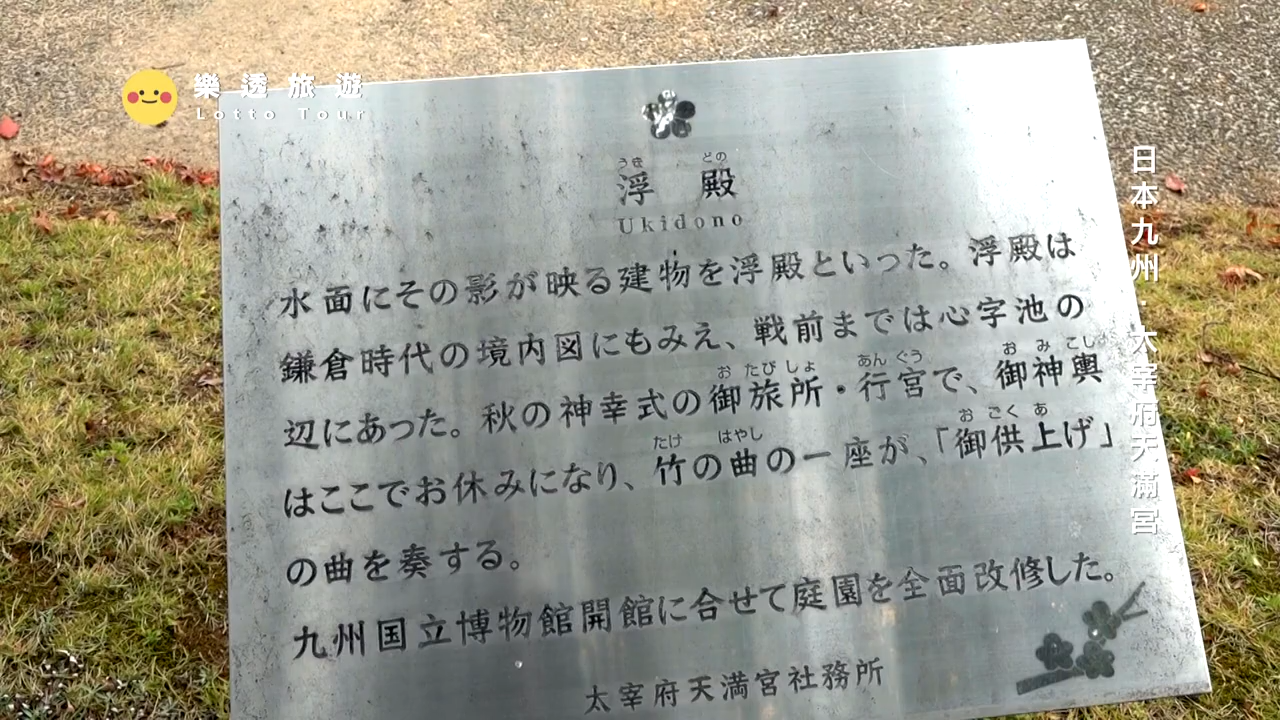 樂透旅遊
Lotto Tour
うき どの
浮 殿
Ukidono
水面にその影が映る建物を浮殿といった。浮殿は
鎌倉時代の境内図にもみえ、戦前までは心字池の
お たび しょ あん ぐう お み こし
辺にあった。秋の神幸式の御旅所・行宮で、御神輿
たけ はやし お ごく あ
はここでお休みになり、竹の曲の一座が、「御供上げ」
の曲を奏する。
九州国立博物館開館に合せて庭園を全面改修した。
太宰府天満宮社務所
日本九州・太宰府天滿宮